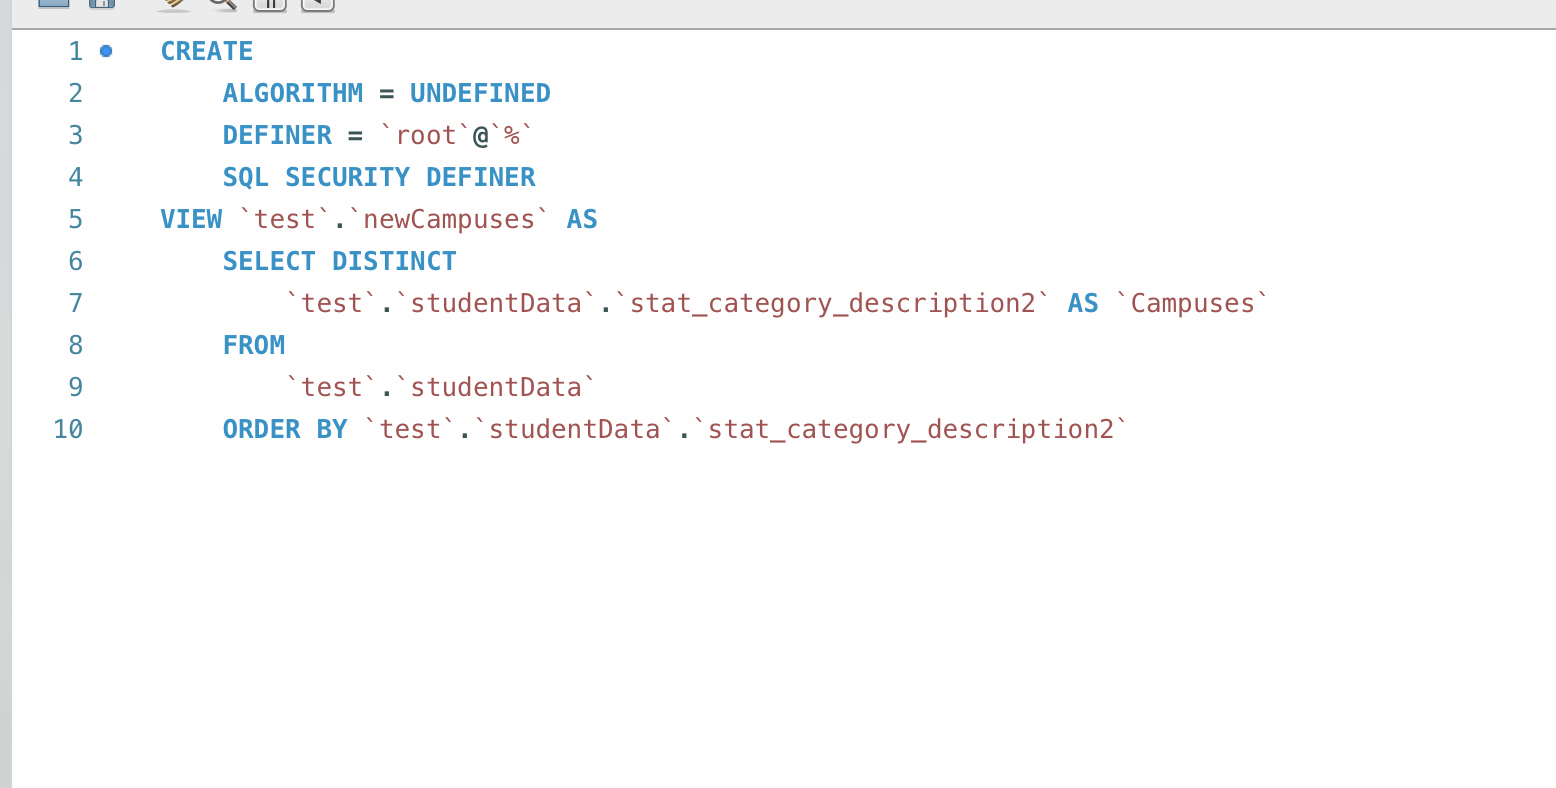 1 CREATE
2 ALGORITHM = UNDEFINED
3 DEFINER = `root`@`%`
4 SQL SECURITY DEFINER
5 VIEW `test`.`newCampuses` AS
6 SELECT DISTINCT
7 `test`.`studentData`.`stat_category_description2` AS `Campuses`
8 FROM
9 `test`.`studentData`
10 ORDER BY `test`.`studentData`.`stat_category_description2`